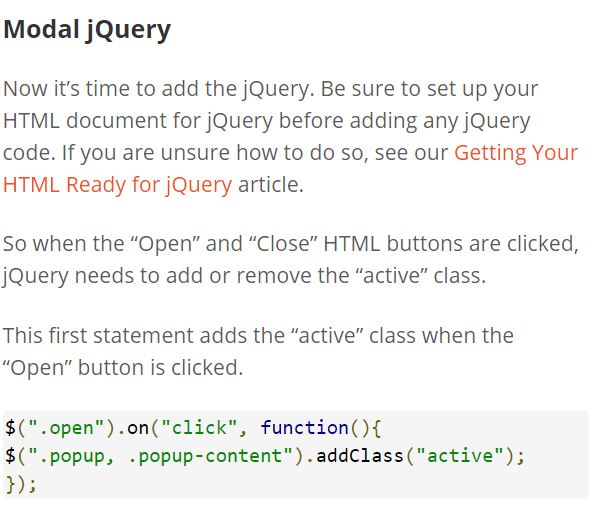 Modal jQuery
Now it’s time to add the jQuery. Be sure to set up your
HTML document for jQuery before adding any jQuery
code. If you are unsure how to do so, see our Getting Your
HTML Ready for jQuery article.
So when the “Open” and “Close” HTML buttons are clicked,
jQuery needs to add or remove the “active” class.
This first statement adds the “active” class when the
“Open” button is clicked.
$(".open").on("click", function(){
$(".popup, .popup-content").addClass("active");
});